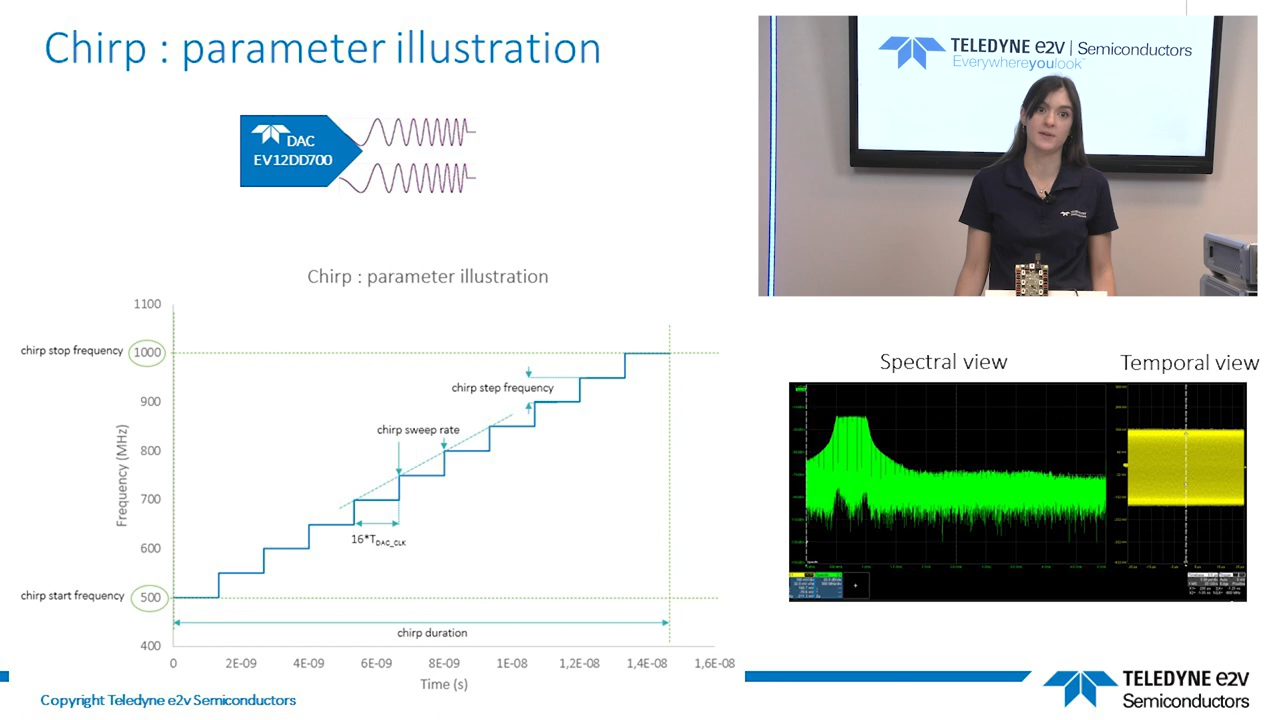 Chirp : parameter illustration
DAC
EV12DD700
TELEDYNE e2v | Semiconductors
Everywhereyoulook™
Chirp : parameter illustration
1100
chirp stop frequency 1000
900
800
700
600
chirp start frequency 500
400
Frequency (MHz)
chirp step frequency
chirp sweep rate
16*TDAC_CLK
chirp duration
0 2E-09 4E-09 6E-09 8E-09 1E-08 1,2E-08 1,4E-08 1,6E-08
Time (s)
Spectral view
Temporal view
Copyright Teledyne e2v Semiconductors
TELEDYNE e2v
Semiconductors